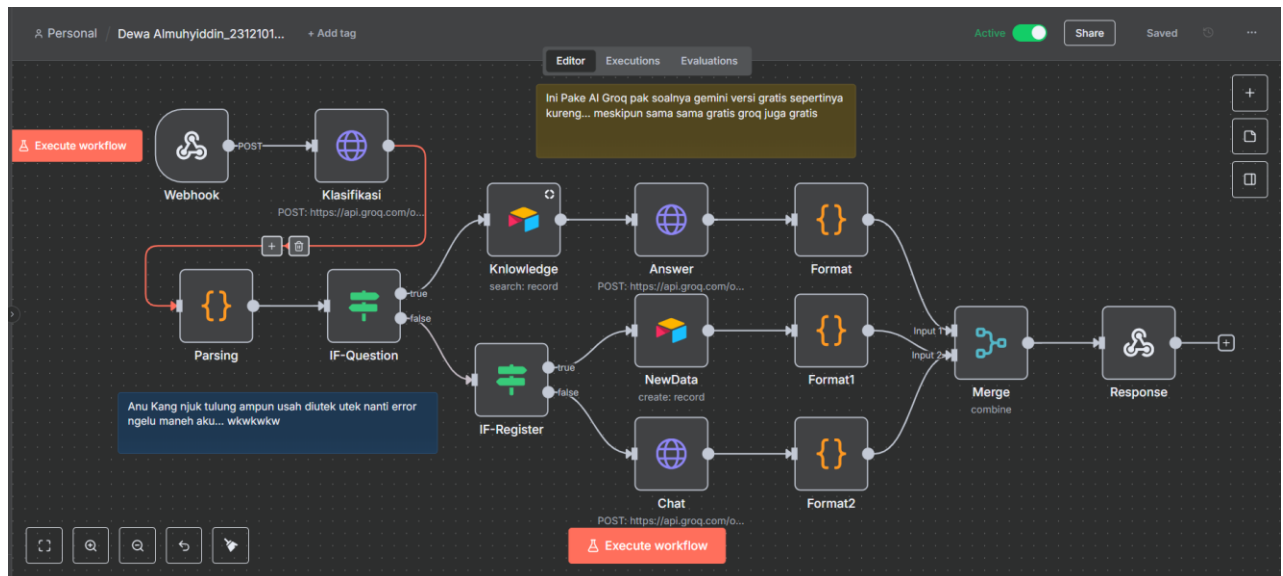 Personal / Dewa Almuhyiddin_2312101... + Add tag
Active Share Saved ...
Editor Executions Evaluations
Ini Pake AI Groq pak soalnya gemini versi gratis sepertinya
kureng... meskipun sama sama gratis groq juga gratis
Execute workflow
POST
Webhook
Klasifikasi
POST: https://api.groq.com/o...
Knlowledge
search: record
Answer
POST: https://api.groq.com/o...
Format
Parsing
IF-Question
true
false
Anu Kang njuk tulung ampun usah diutek utek nanti error
ngelu maneh aku... wkwkwkw
IF-Register
true
false
NewData
create: record
Format1
Input 1
Input 2
Merge
combine
Response
Chat
POST: https://api.groq.com/o...
Format2
Execute workflow